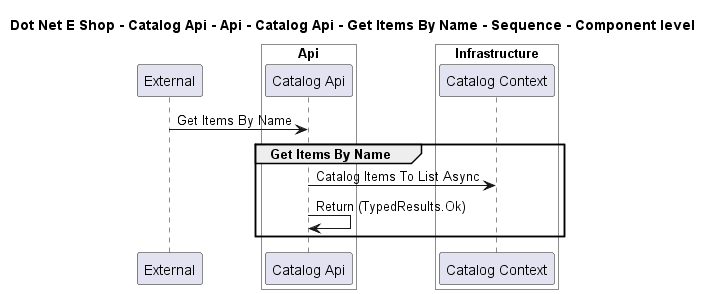 Dot Net E Shop - Catalog Api - Api - Catalog Api - Get Items By Name - Sequence - Component level
Api
Infrastructure
External
Catalog Api
Catalog Context
Get Items By Name
Get Items By Name
Catalog Items To List Async
Return (TypedResults.Ok)
External
Catalog Api
Catalog Context